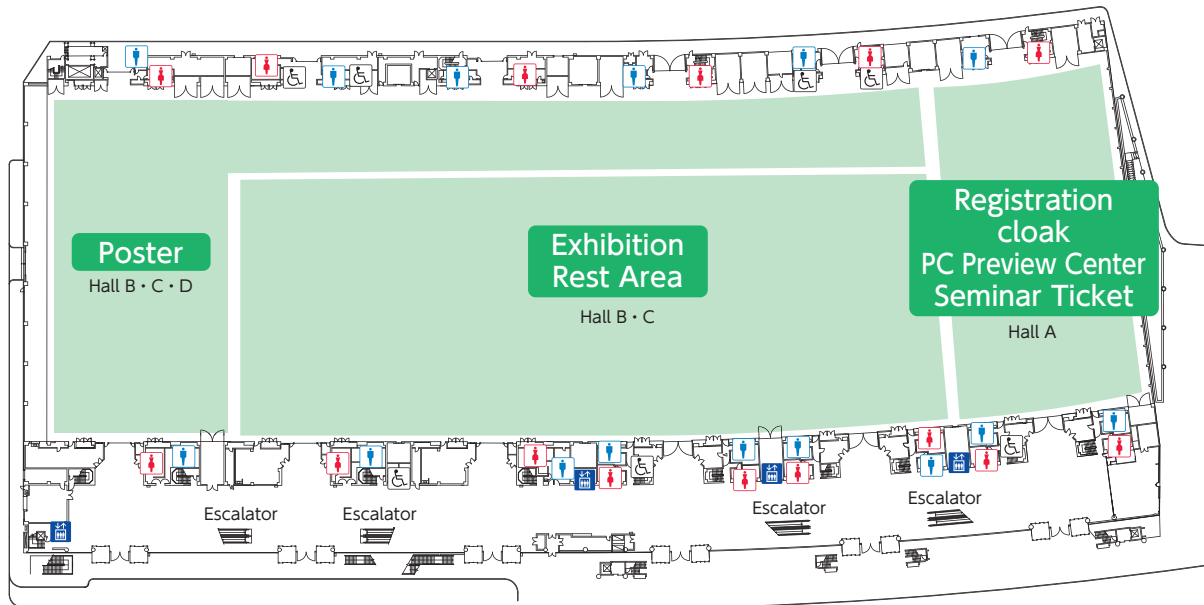 Poster
Hall B・C・D
Exhibition
Rest Area
Hall B・C
Registration
cloak
PC Preview Center
Seminar Ticket
Hall A
Escalator
Escalator
Escalator
Escalator